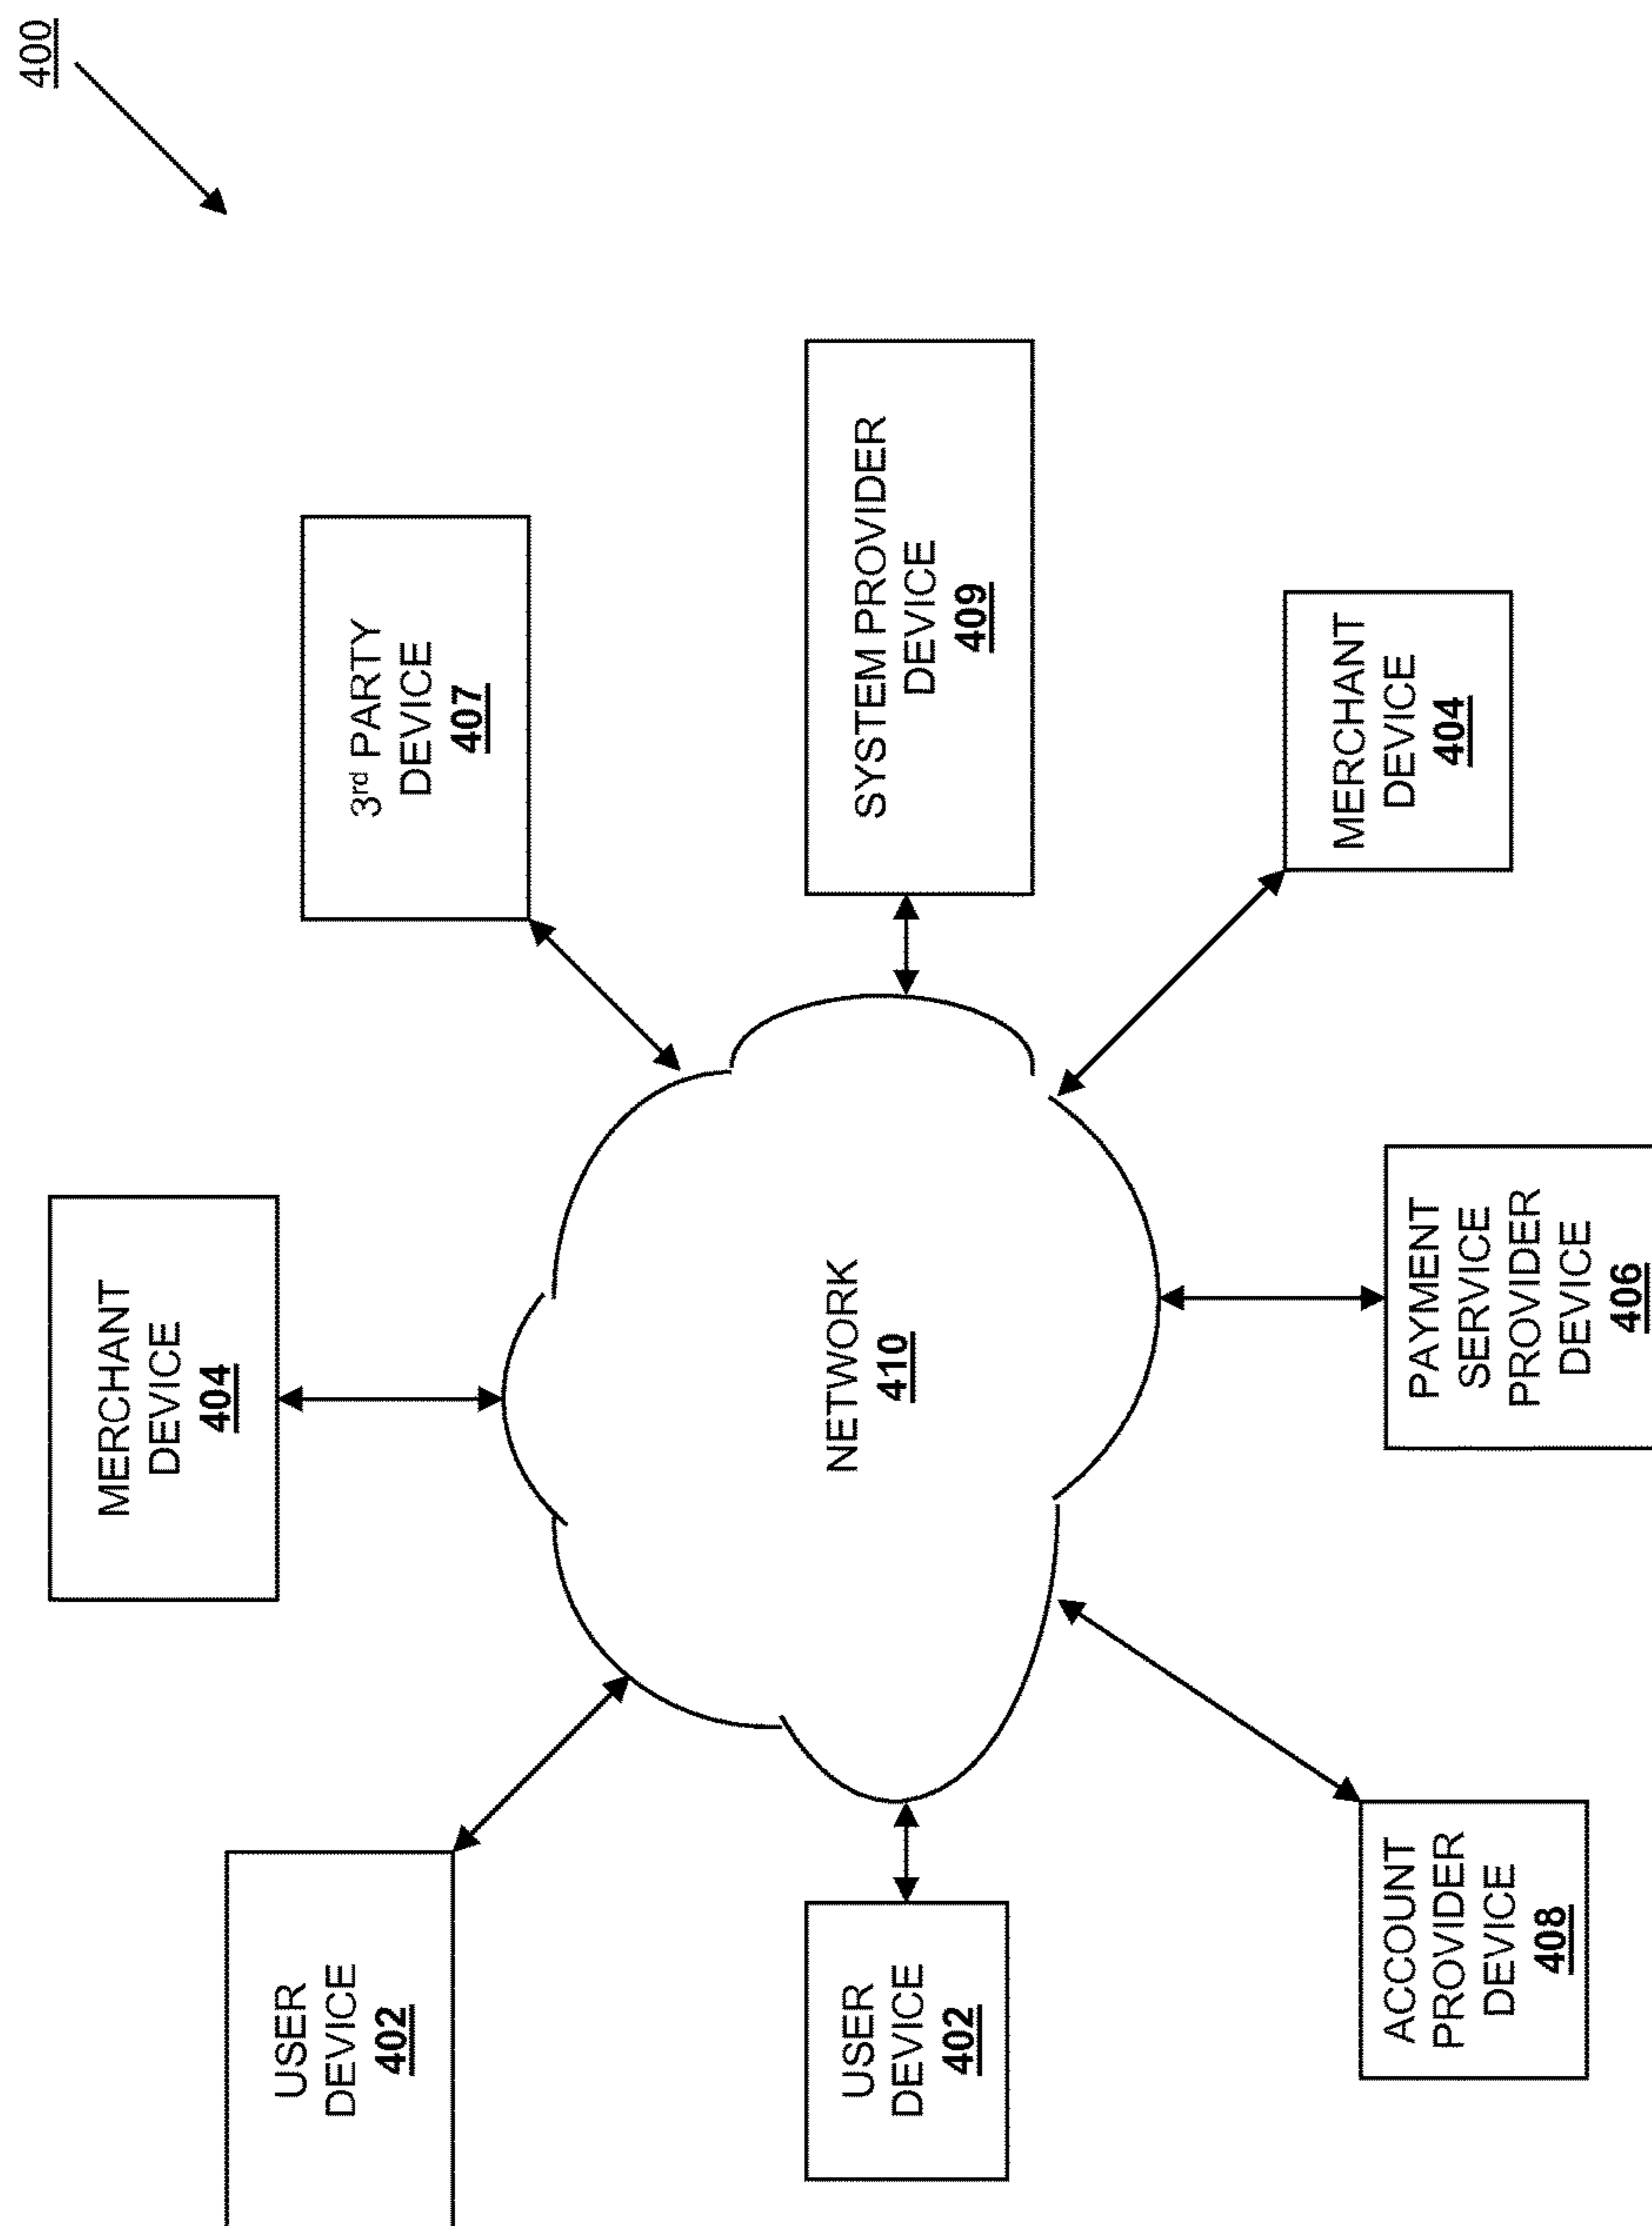 400
MERCHANT
DEVICE
404
USER
DEVICE
402
3rd PARTY
DEVICE
407
USER
DEVICE
402
NETWORK
410
SYSTEM PROVIDER
DEVICE
409
ACCOUNT
PROVIDER
DEVICE
408
PAYMENT
SERVICE
PROVIDER
DEVICE
406
MERCHANT
DEVICE
404